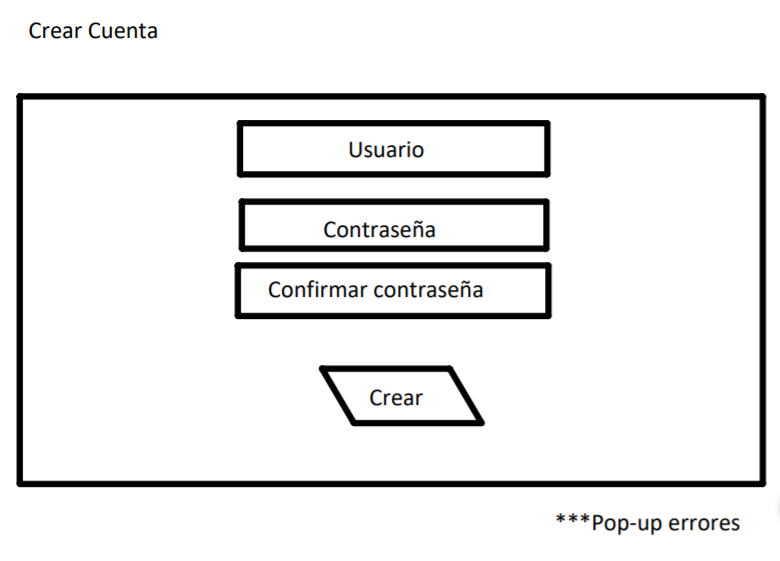 Crear Cuenta
Usuario
Contraseña
Confirmar contraseña
Crear
***Pop-up errores